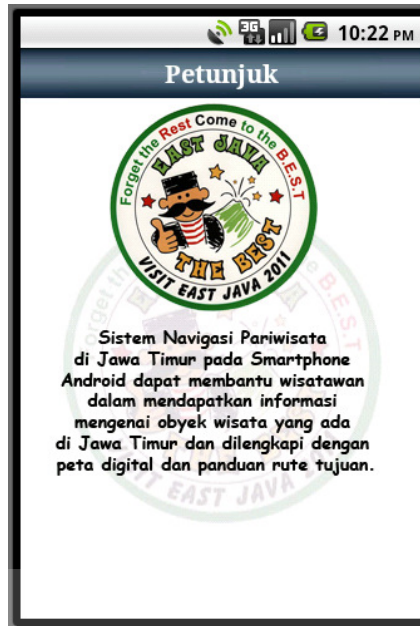 3G 10:22 PM
Petunjuk
Forget the Rest Come to the B.E.S.T
EAST JAVA
THE BEST
VISIT EAST JAVA 2011
Sistem Navigasi Pariwisata
di Jawa Timur pada Smartphone
Android dapat membantu wisatawan
dalam mendapatkan informasi
mengenai obyek wisata yang ada
di Jawa Timur dan dilengkapi dengan
peta digital dan panduan rute tujuan.